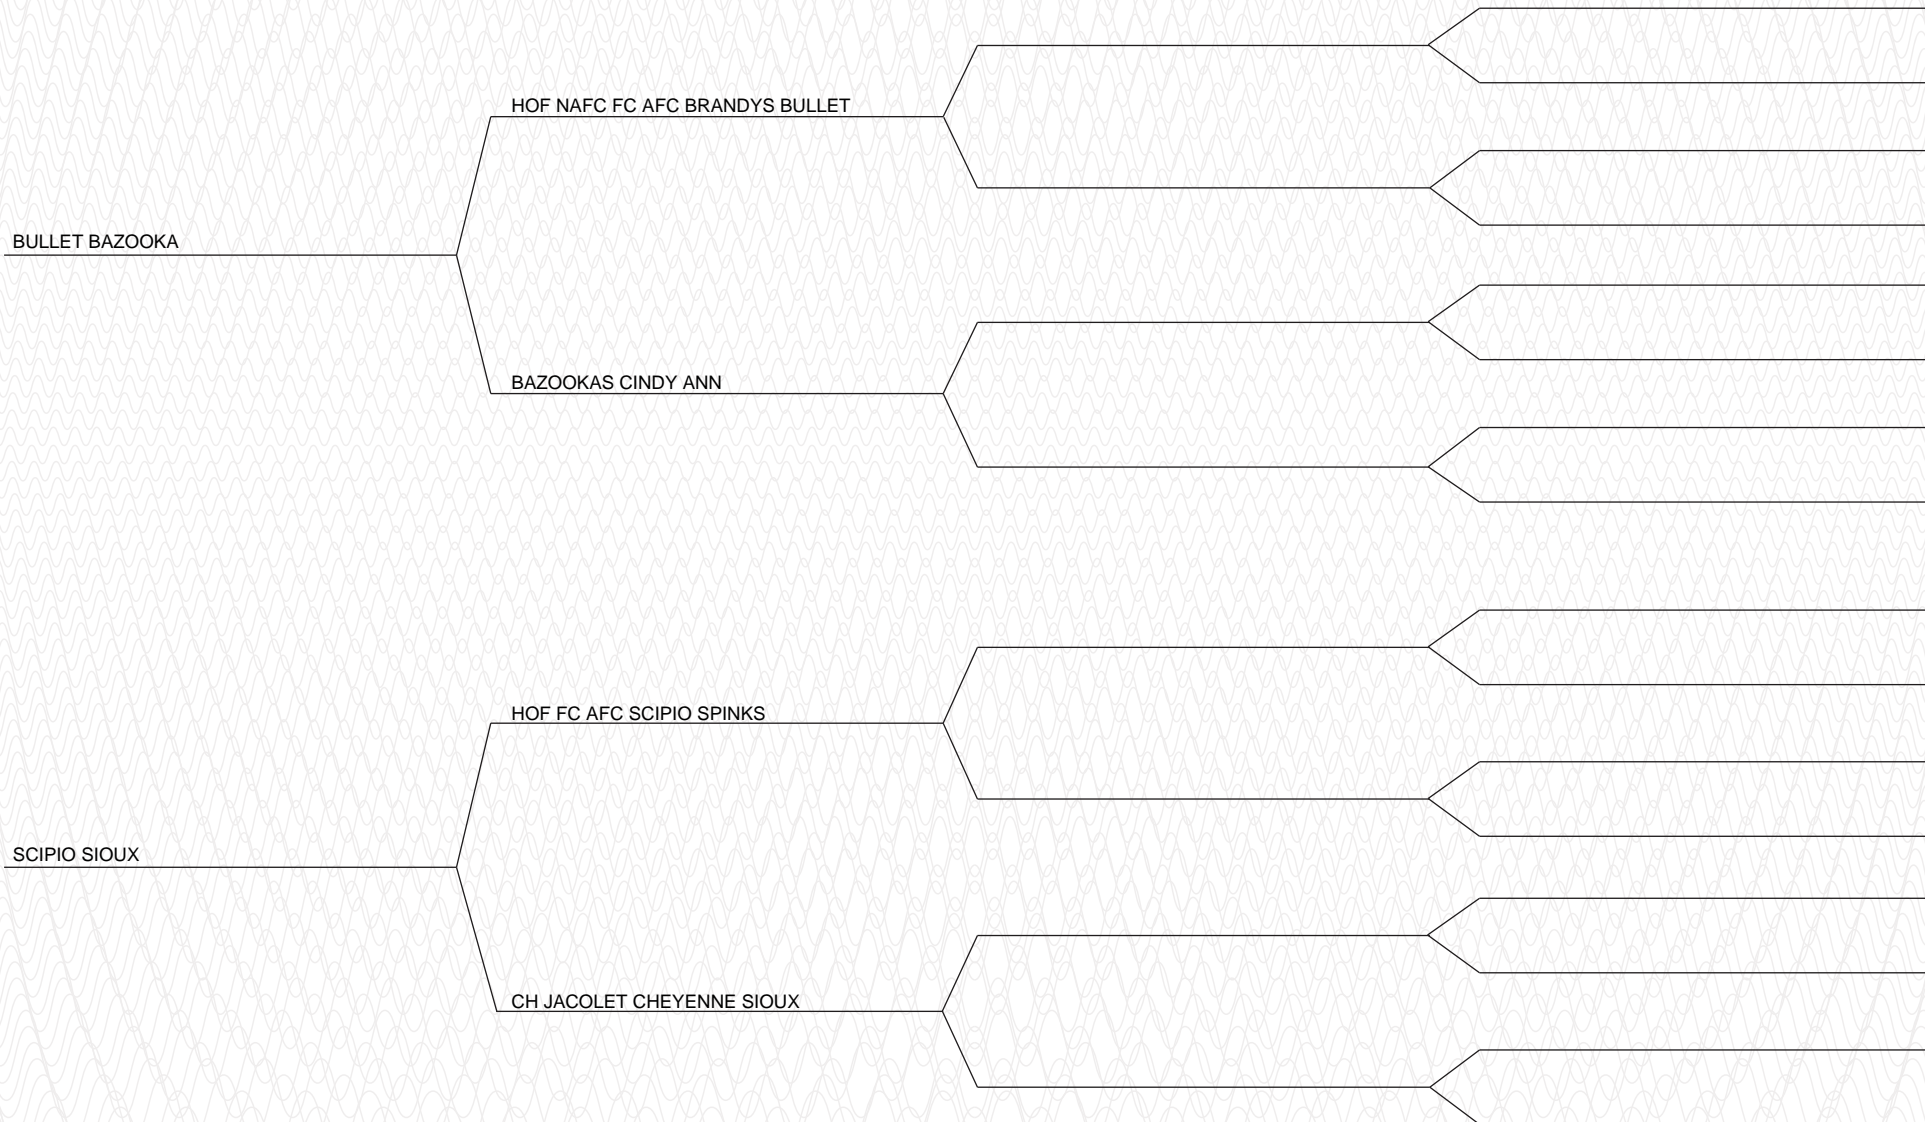 HOF NAFC FC AFC BRANDYS BULLET
BULLET BAZOOKA
BAZOOKAS CINDY ANN
HOF FC AFC SCIPIO SPINKS
SCIPIO SIOUX
CH JACOLET CHEYENNE SIOUX